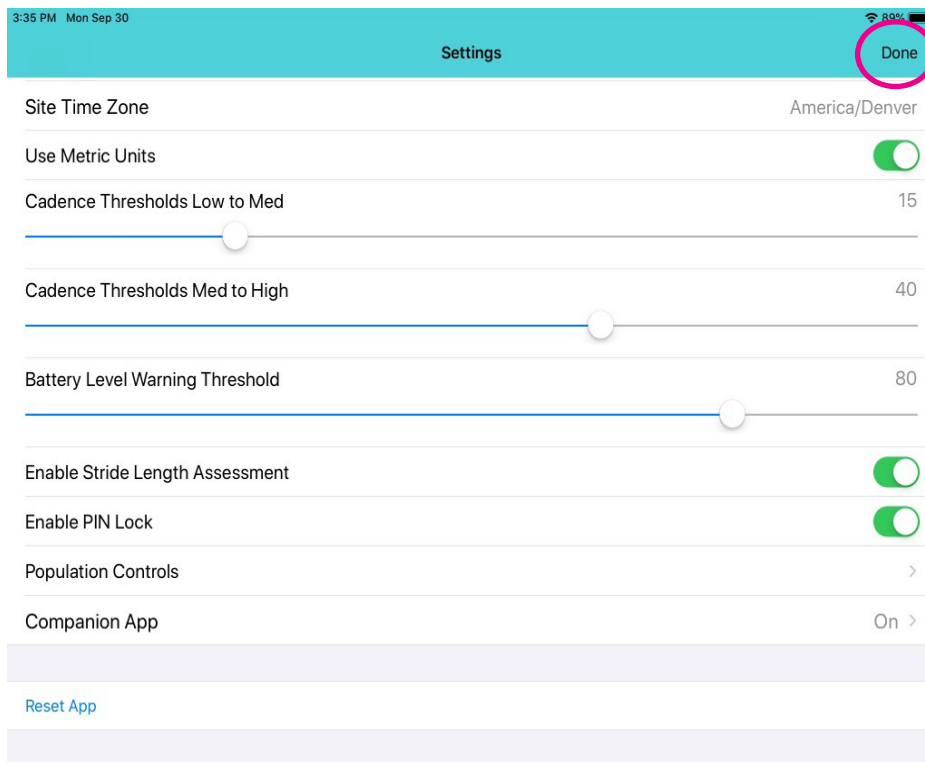 3:35 PM Mon Sep 30 89%
Settings Done
Site Time Zone America/Denver
Use Metric Units
Cadence Thresholds Low to Med 15
Cadence Thresholds Med to High 40
Battery Level Warning Threshold 80
Enable Stride Length Assessment
Enable PIN Lock
Population Controls
Companion App On
Reset App